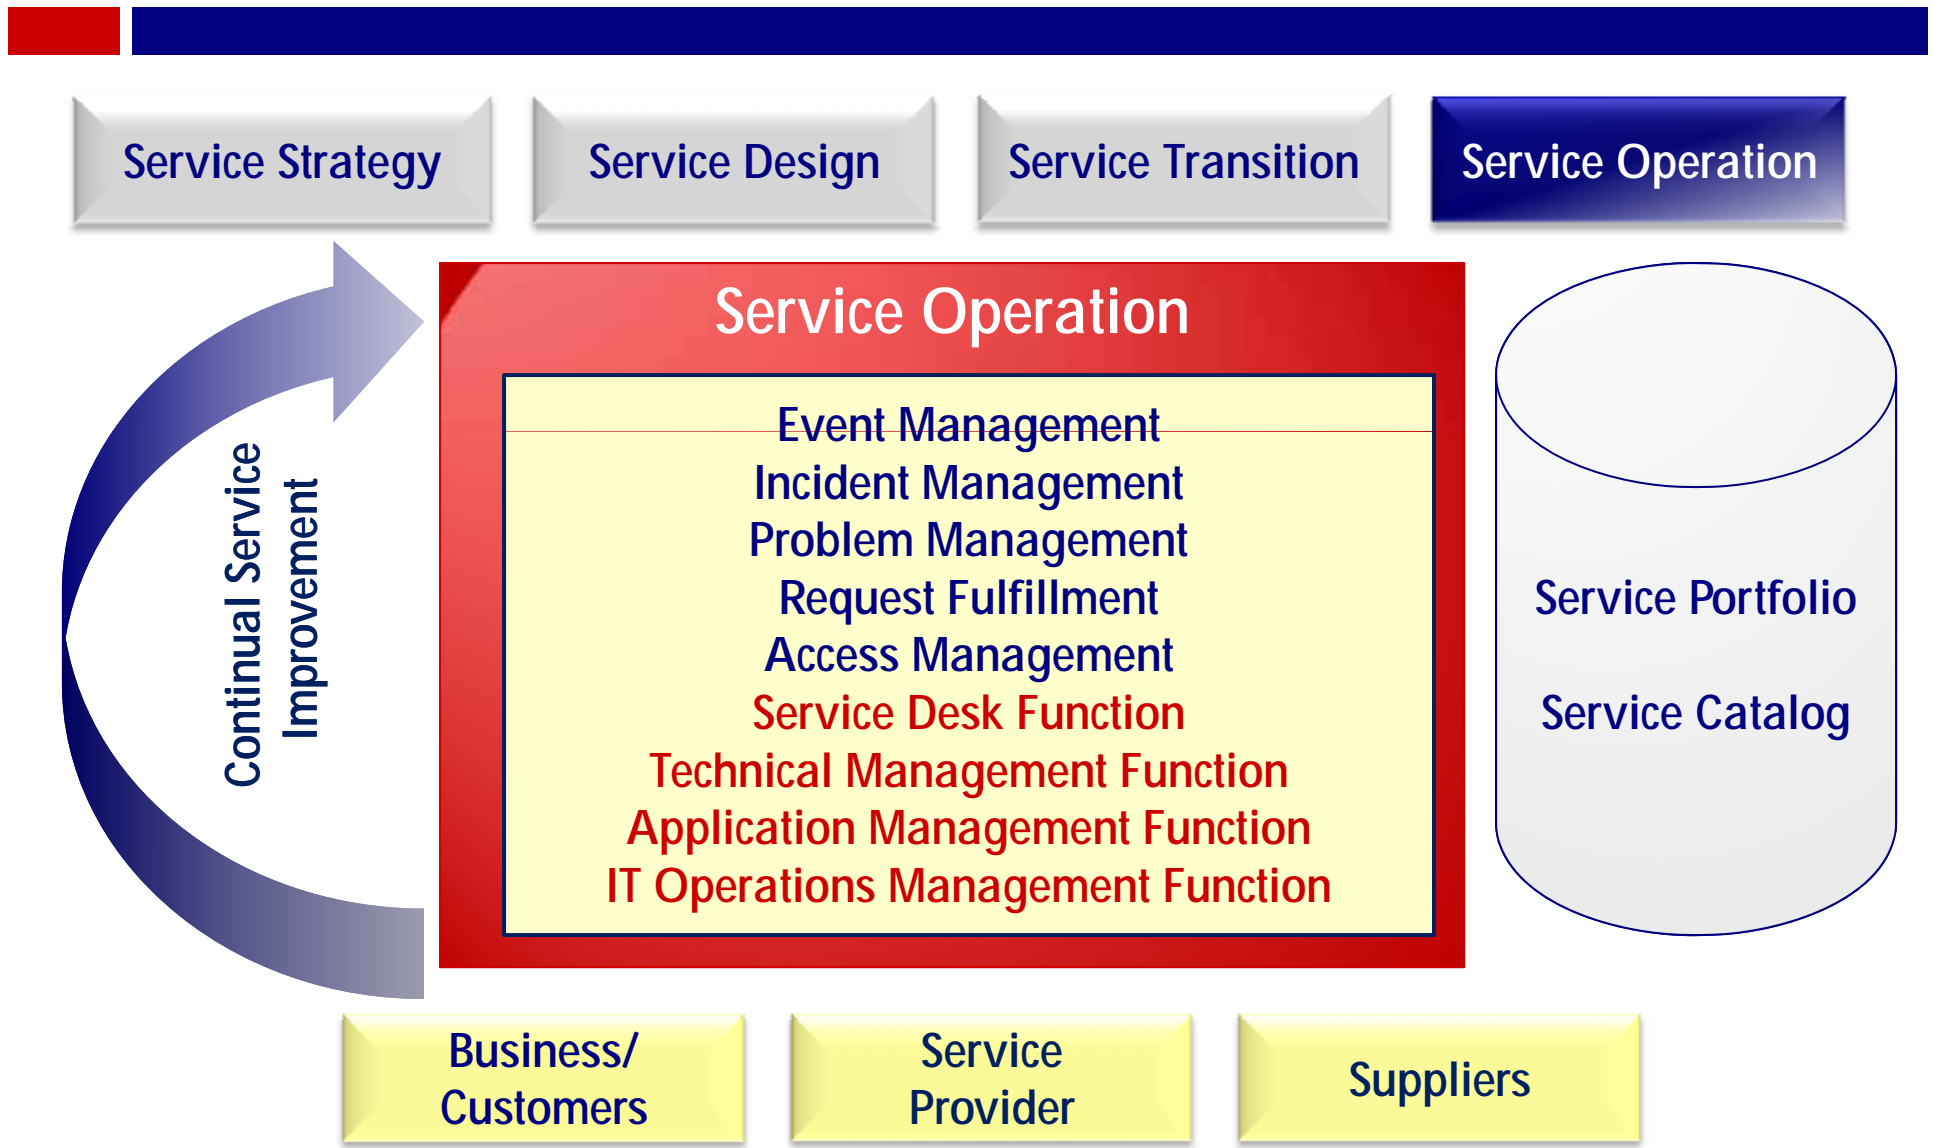 Service Strategy
Service Design
Service Transition
Service Operation
Continual Service
Improvement
Service Operation
Event Management
Incident Management
Problem Management
Request Fulfillment
Access Management
Service Desk Function
Technical Management Function
Application Management Function
IT Operations Management Function
Service Portfolio
Service Catalog
Business/
Customers
Service
Provider
Suppliers